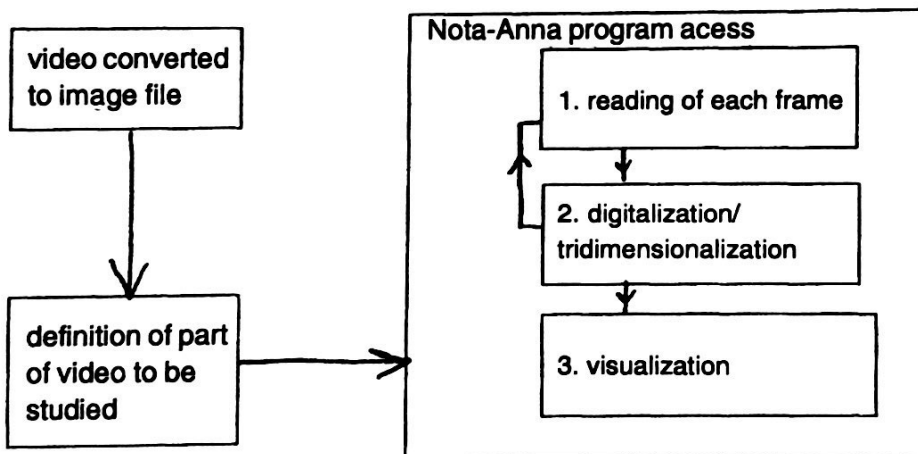 video converted
to image file
definition of part
of video to be
studied
Nota-Anna program acess
1. reading of each frame
2. digitalization/
tridimensionalization
3. visualization